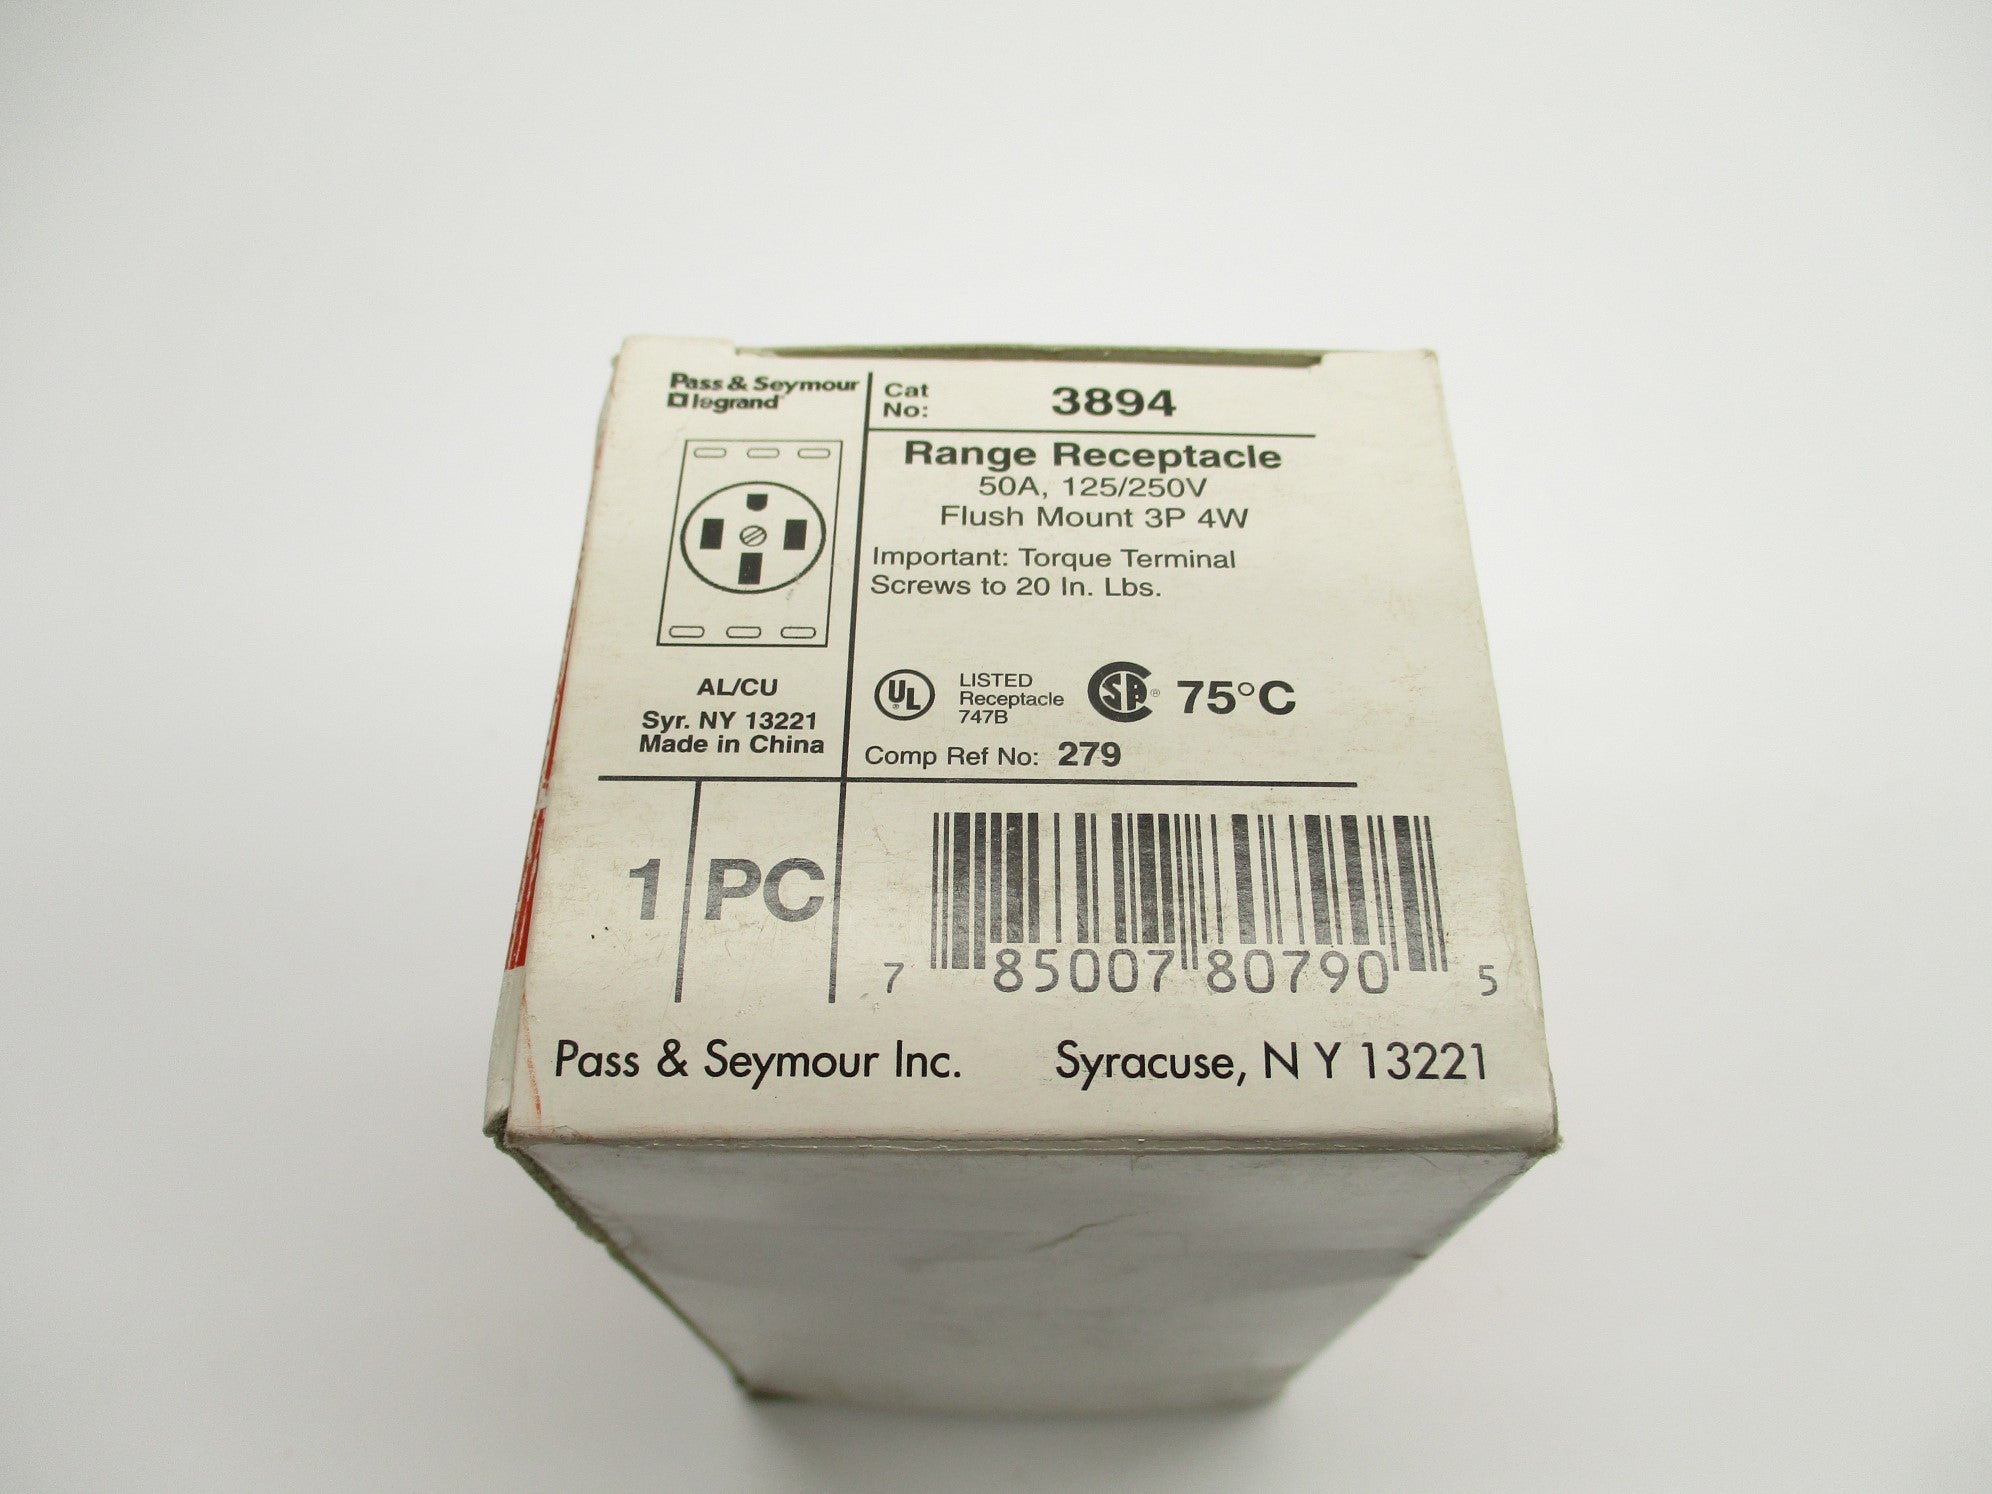 Pass & Seymour
legrand®
Cat No: 3894
Range Receptacle
50A, 125/250V
Flush Mount 3P 4W
Important: Torque Terminal
Screws to 20 In. Lbs.
AL/CU
Syr. NY 13221
Made in China
UL®
LISTED
Receptacle
747B
CSA® 75°C
Comp Ref No: 279
1 PC
7 85007 80790 5
Pass & Seymour Inc. Syracuse, N Y 13221